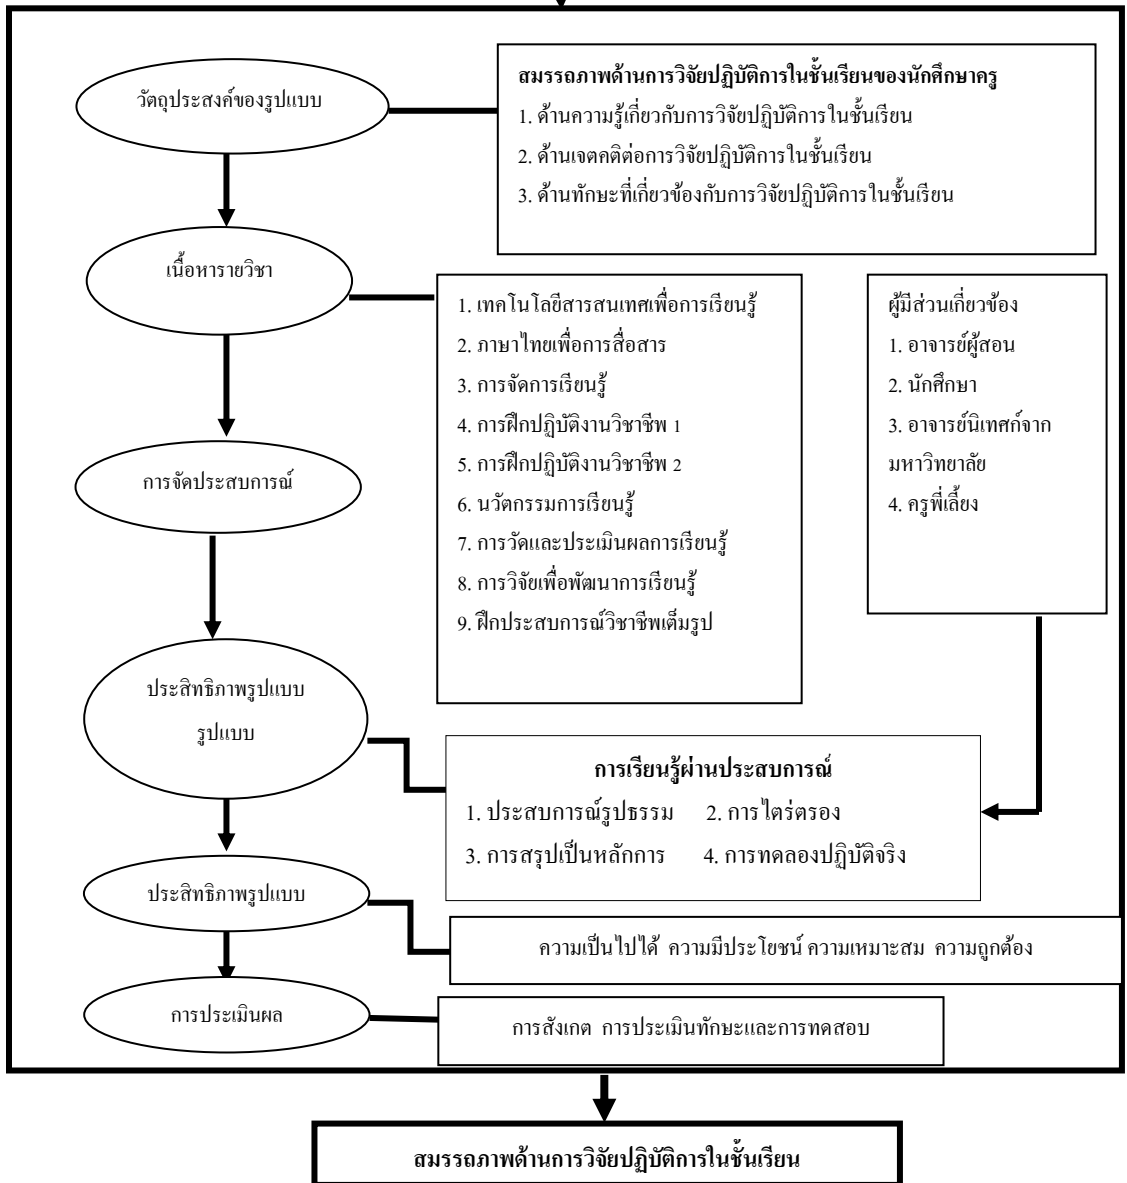 วัตถุประสงค์ของรูปแบบ
สมรรถภาพด้านการวิจัยปฏิบัติการในชั้นเรียนของนักศึกษาครู
1. ด้านความรู้เกี่ยวกับการวิจัยปฏิบัติการในชั้นเรียน
2. ด้านเจตคติต่อการวิจัยปฏิบัติการในชั้นเรียน
3. ด้านทักษะที่เกี่ยวข้องกับการวิจัยปฏิบัติการในชั้นเรียน
เนื้อหารายวิชา
1. เทคโนโลยีสารสนเทศเพื่อการเรียนรู้
2. ภาษาไทยเพื่อการสื่อสาร
3. การจัดการเรียนรู้
4. การฝึกปฏิบัติงานวิชาชีพ 1
5. การฝึกปฏิบัติงานวิชาชีพ 2
6. นวัตกรรมการเรียนรู้
7. การวัดและประเมินผลการเรียนรู้
8. การวิจัยเพื่อพัฒนาการเรียนรู้
9. ฝึกประสบการณ์วิชาชีพเต็มรูป
ผู้มีส่วนเกี่ยวข้อง
1. อาจารย์ผู้สอน
2. นักศึกษา
3. อาจารย์นิเทศก์จาก
มหาวิทยาลัย
4. ครูพี่เลี้ยง
การจัดประสบการณ์
ประสิทธิภาพรูปแบบ
รูปแบบ
การเรียนรู้ผ่านประสบการณ์
1. ประสบการณ์รูปธรรม 2. การไตร่ตรอง
3. การสรุปเป็นหลักการ 4. การทดลองปฏิบัติจริง
ประสิทธิภาพรูปแบบ
ความเป็นไปได้ ความมีประโยชน์ ความเหมาะสม ความถูกต้อง
การประเมินผล
การสังเกต การประเมินทักษะและการทดสอบ
สมรรถภาพด้านการวิจัยปฏิบัติการในชั้นเรียน